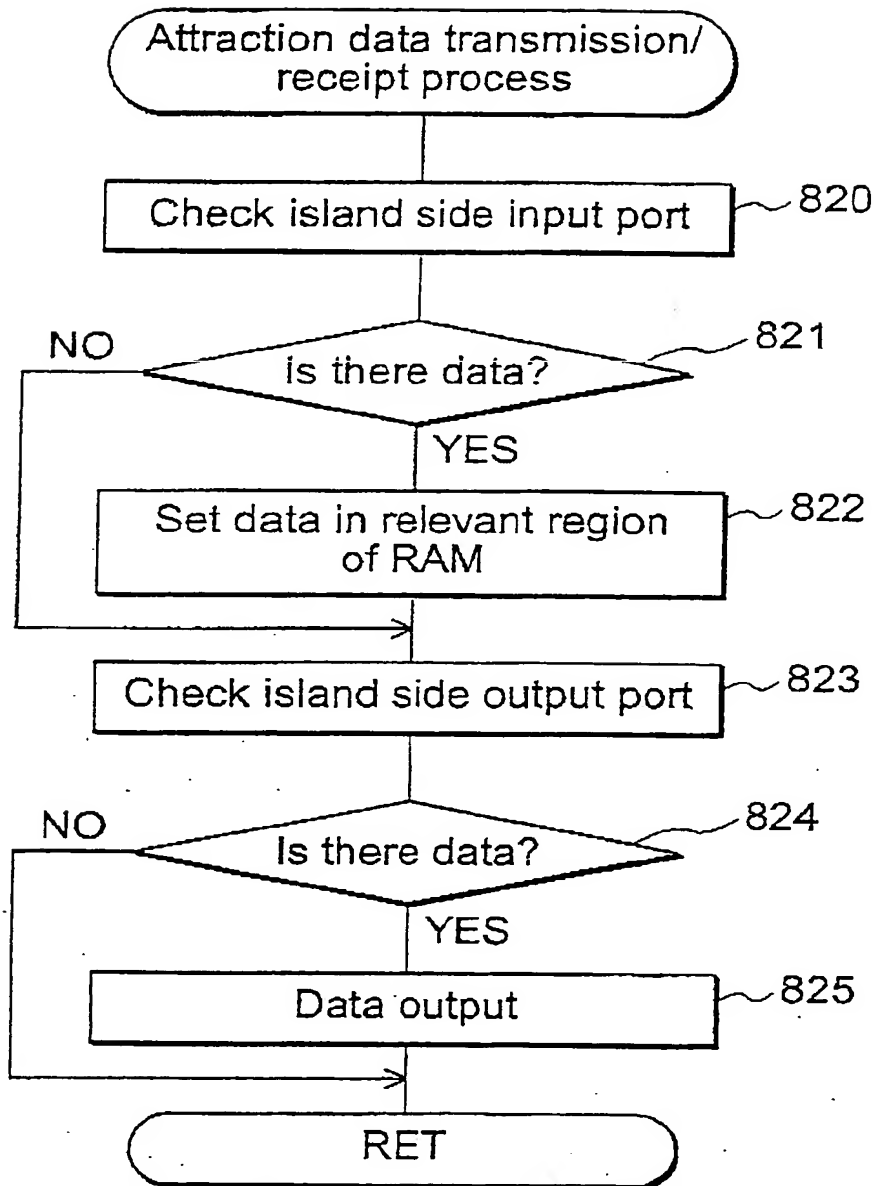 Attraction data transmission/
receipt process
Check island side input port
820
821
NO
Is there data?
YES
Set data in relevant region
of RAM
822
Check island side output port
823
824
NO
Is there data?
YES
Data output
825
RET